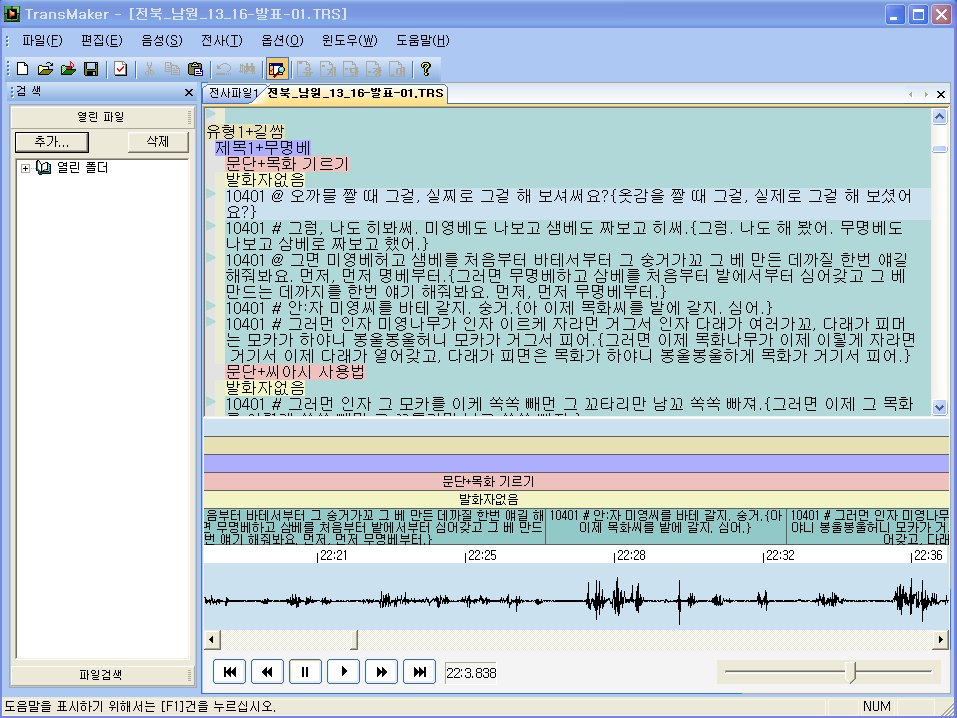 TransMaker - [전북_남원_13_16-발표-01.TRS]
파일(F) 편집(E) 음성(S) 전사(T) 옵션(O) 윈도우(W) 도움말(H)
검 색
열린 파일
추가... 삭제
열린 폴더
파일검색
전사파일1 전북_남원_13_16-발표-01.TRS
유형1+길쌈
제목1+무명베
문단+목화 기르기
발화자없음
10401 @ 오까믈 짤 때 그걸, 실찌로 그걸 해 보셔써요?{옷감을 짤 때 그걸, 실제로 그걸 해 보셨어
요?}
10401 # 그럼, 나도 히봐써. 미영베도 나보고 샘베도 짜보고 히써.{그럼. 나도 해 봤어. 무명베도
나보고 삼베로 짜보고 했어.}
10401 @ 그면 미영베허고 샘베를 처음부터 바테서부터 그 숭거가꼬 그 베 만든 데까질 한번 얘길
해줘봐요. 먼저, 먼저 명베부터.{그러면 무명베하고 삼베를 처음부터 밭에서부터 심어갖고 그 베
만드는 데까지를 한번 얘기 해줘봐요. 먼저, 먼저 무명베부터.}
10401 # 안:자 미영씨를 바테 갈지. 숭거.{아 이제 목화씨를 밭에 갈지. 심어.}
10401 # 그러먼 인자 미영나무가 인자 이르케 자라먼 거그서 인자 다래가 여러가꼬, 다래가 피머
는 모카가 하야니 봉울봉울허니 모카가 거그서 피어.{그러면 이제 목화나무가 이제 이렇게 자라면
거기서 이제 다래가 열어갖고, 다래가 피면은 목화가 하야니 봉울봉울하게 목화가 거기서 피어.}
문단+씨아시 사용법
발화자없음
10401 # 그러먼 인자 그 모카를 이케 쏙쏙 빼먼 그 꼬타리만 남꼬 쏙쏙 빠져.{그러면 이제 그 목화
문단+목화 기르기
발화자없음
음부터 바테서부터 그 숭거가꼬 그 베 만든 데까질 한번 얘길 해 10401 # 안:자 미영씨를 바테 갈지. 숭거.{아 10401 # 그러먼 인자 미영나무
면 무명베하고 삼베를 처음부터 밭에서부터 심어갖고 그 베 만드 이제 목화씨를 밭에 갈지. 심어.} 야니 봉울봉울허니 모카가 거.
번 얘기 해줘봐요. 먼저, 먼저 무명베부터.} 어갖고, 다래
22:21 22:25 22:28 22:32 22:36
22:3.838
도움말을 표시하기 위해서는 [F1]건을 누르십시오. NUM